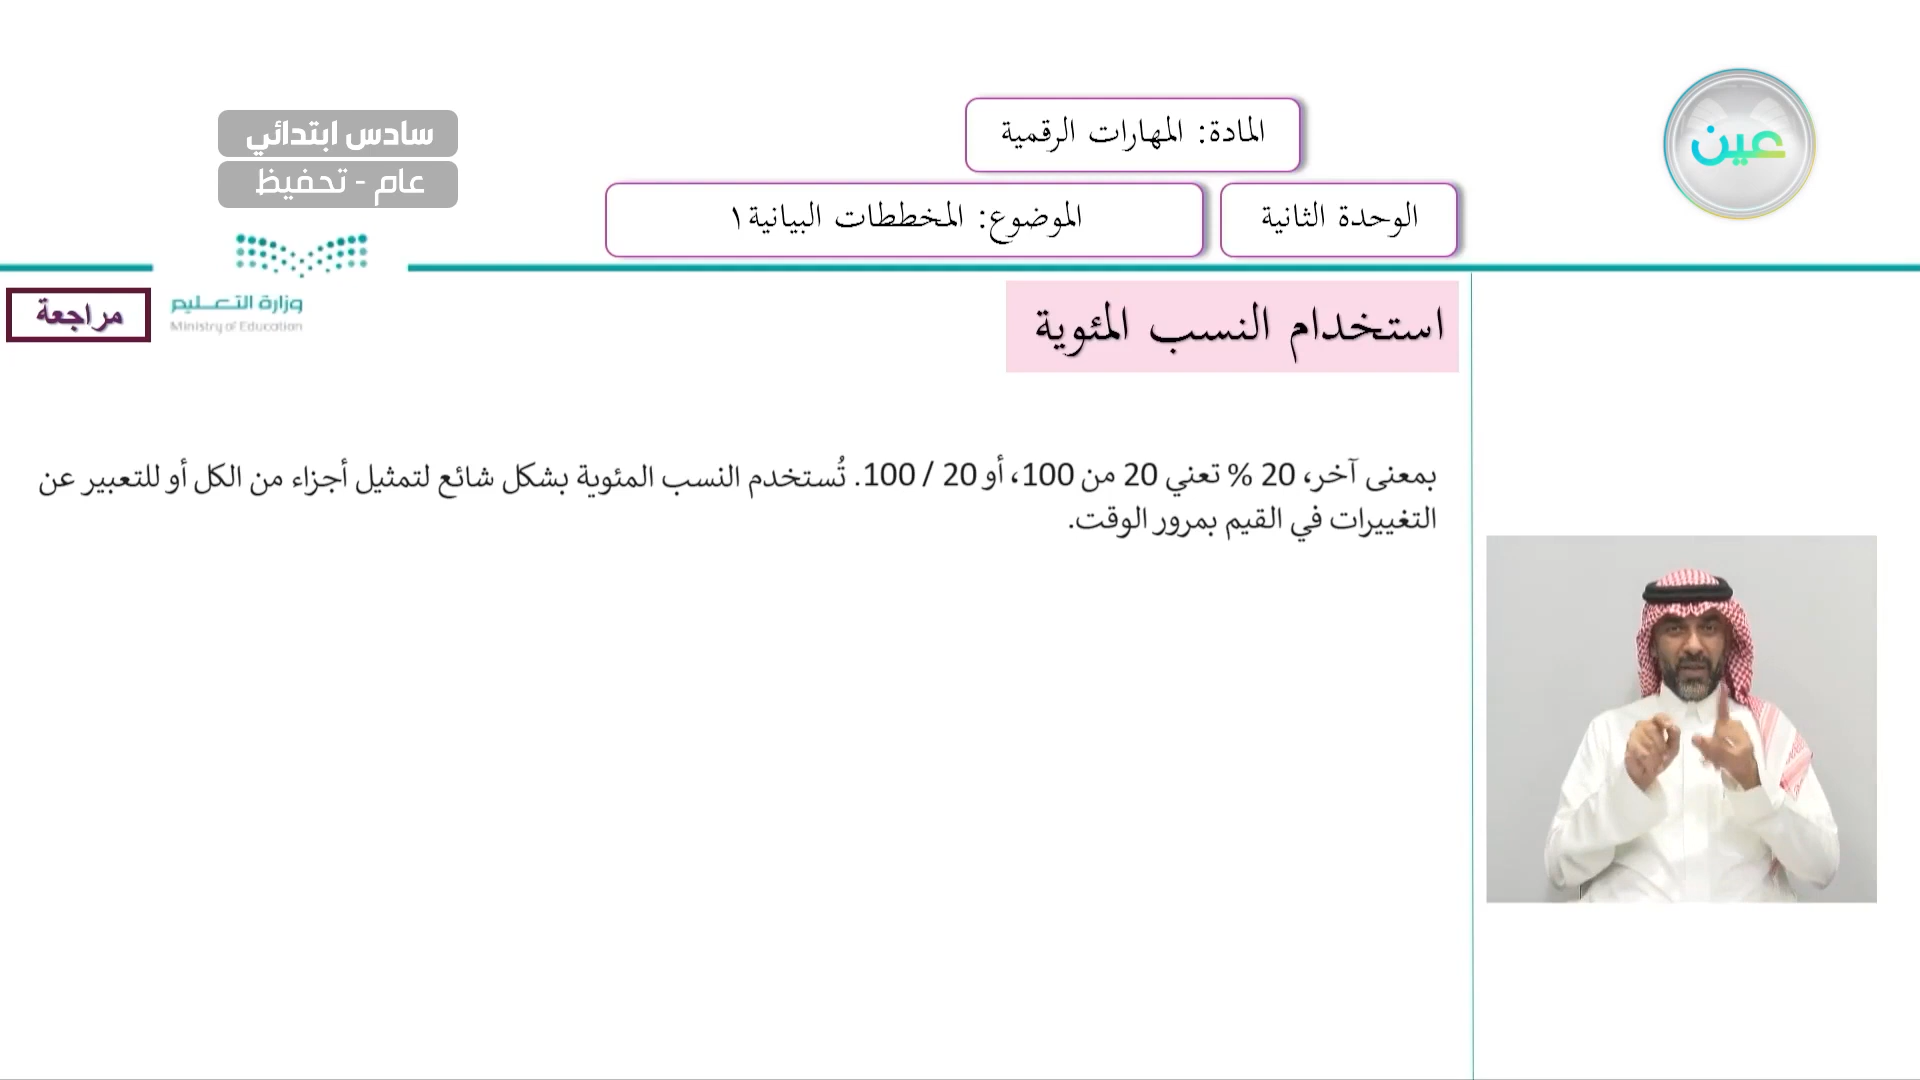 عين
المادة: المهارات الرقمية
سادس ابتدائي
عام - تحفيظ
الوحدة الثانية
الموضوع: المخططات البيانية١
وزارة التعليم
Ministry of Education
مراجعة
استخدام النسب المئوية
بمعنى آخر، 20 % تعني 20 من 100، أو 20 / 100. تُستخدم النسب المئوية بشكل شائع لتمثيل أجزاء من الكل أو للتعبير عن
التغييرات في القيم بمرور الوقت.